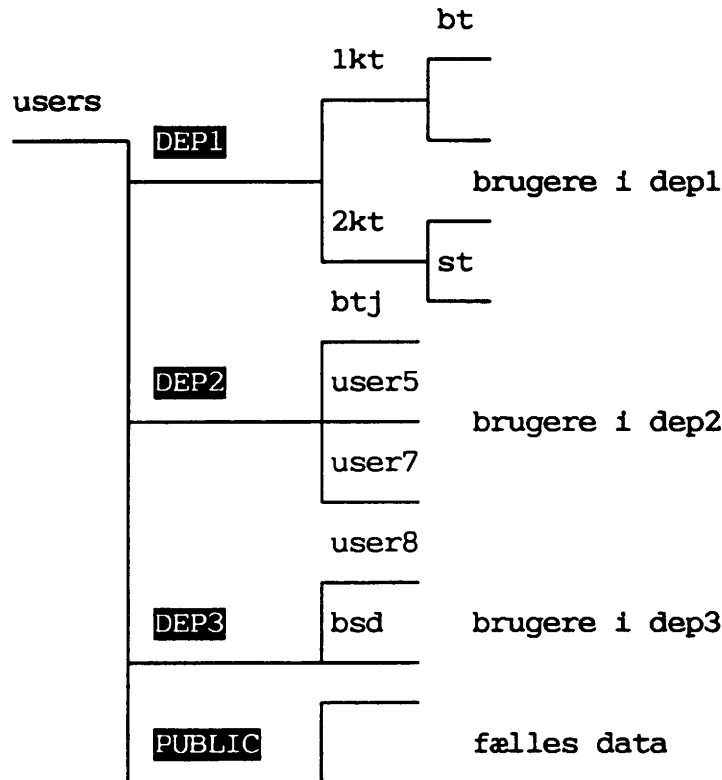 bt
1kt
users
DEP1
brugere i dep1
2kt
st
btj
DEP2
user5
brugere i dep2
user7
user8
DEP3
bsd
brugere i dep3
PUBLIC
fælles data